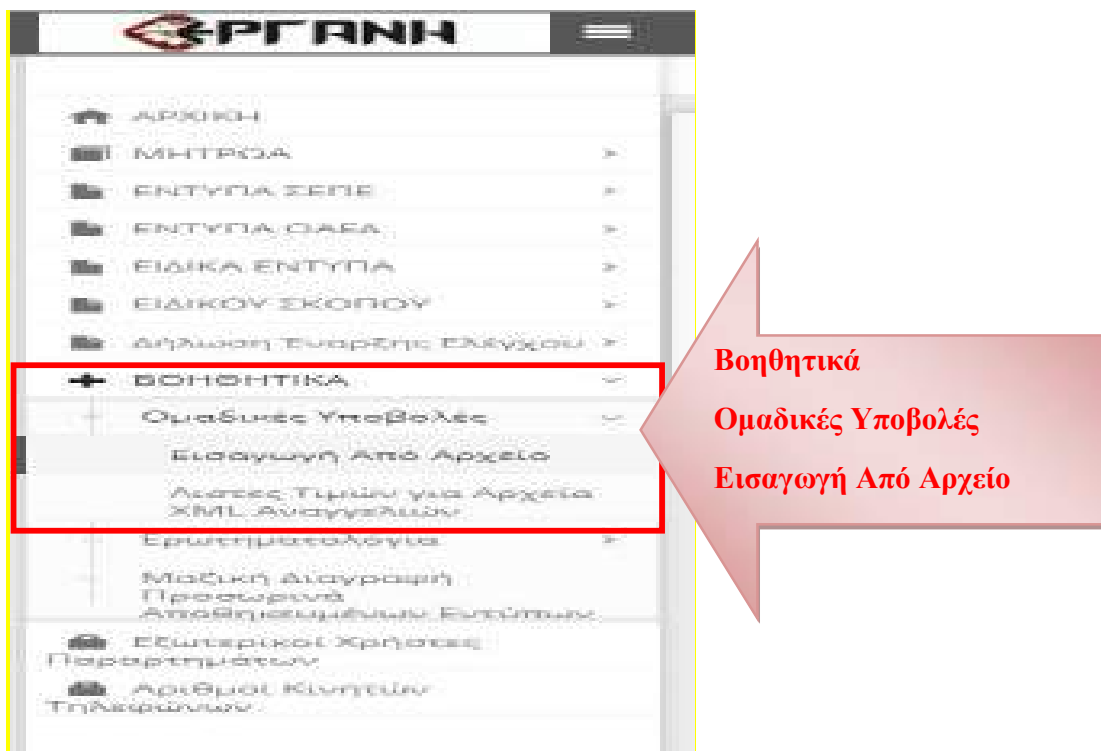 ΕΡΓΑΝΗ
ΑΡΧΙΚΗ
ΜΗΤΡΩΑ
ΕΝΤΥΠΑ ΣΕΠΕ
ΕΝΤΥΠΑ ΟΑΕΔ
ΕΙΔΙΚΑ ΕΝΤΥΠΑ
ΕΙΔΙΚΟΥ ΣΚΟΠΟΥ
Δήλωση Έναρξης Ελέγχου
ΒΟΗΘΗΤΙΚΑ
Ομαδικές Υποβολές
Εισαγωγή Από Αρχείο
Λίστες Τιμών για Αρχεία
XML Αναγγελιών
Ερωτηματολόγια
Μαζική Διαγραφή
Προσωρινά
Αποθηκευμένων Εντύπων
Εξωτερικοί Χρήστες
Παραρτημάτων
Αριθμοί Κινητών
Τηλεφώνων
Βοηθητικά
Ομαδικές Υποβολές
Εισαγωγή Από Αρχείο